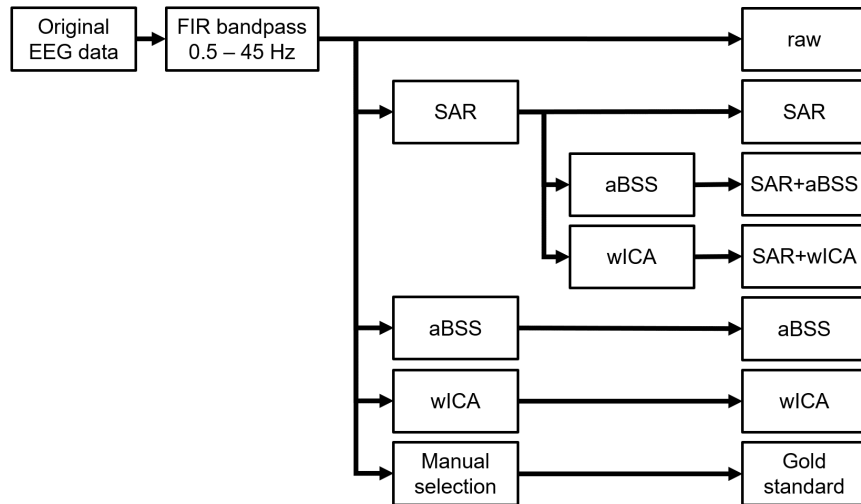 Original
EEG data
FIR bandpass
0.5 – 45 Hz
raw
SAR
SAR
aBSS
SAR+aBSS
wICA
SAR+wICA
aBSS
aBSS
wICA
wICA
Manual
selection
Gold
standard